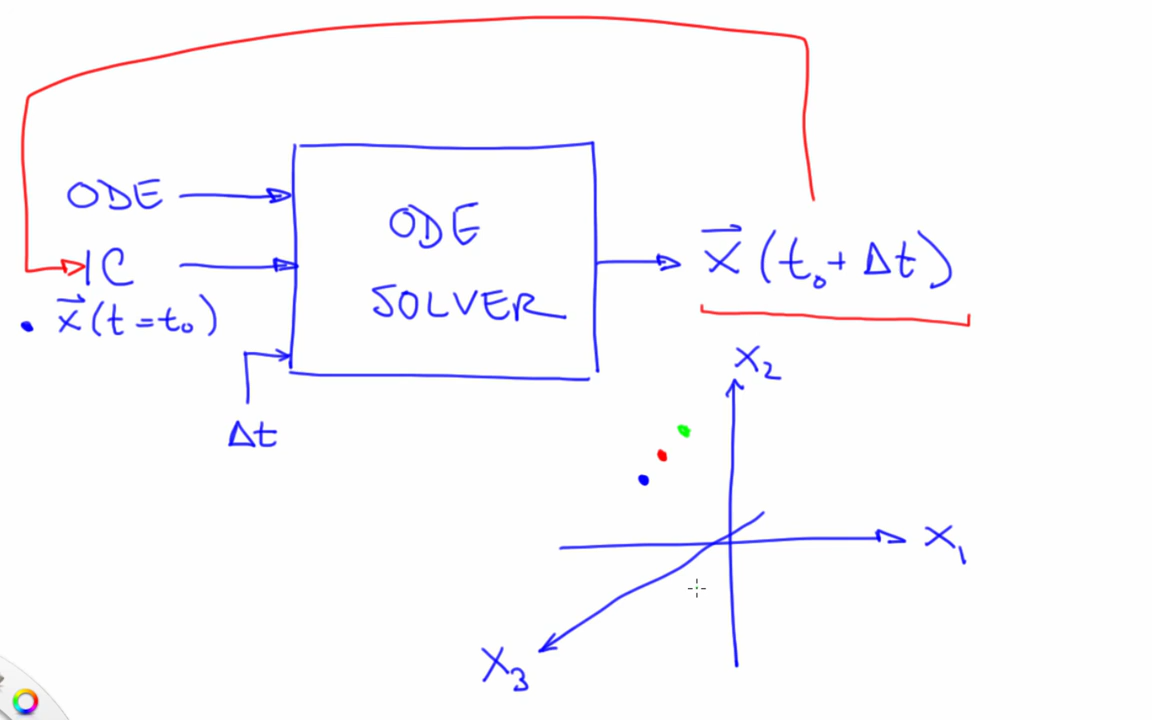 ODE
IC
x⃗(t=t₀)
Δt
ODE
SOLVER
x⃗(t₀+Δt)
x₂
x₁
x₃